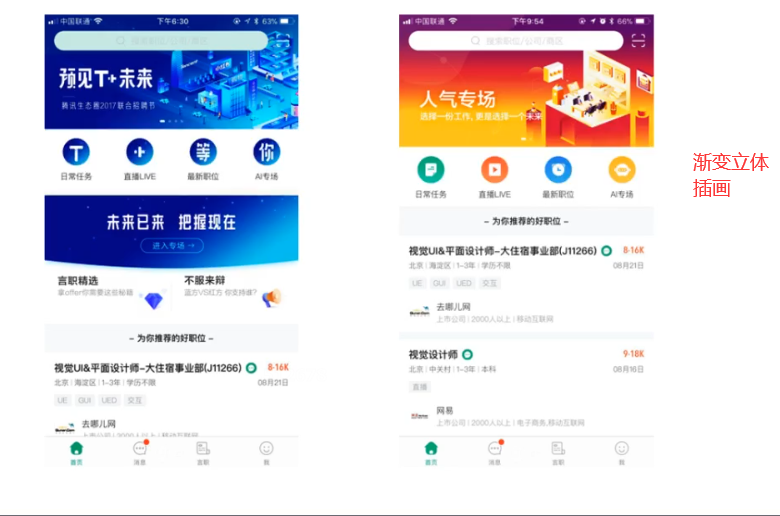 中国联通
下午6:30
63%
搜索职位/公司/商区
预见T+未来
腾讯生态圈2017联合招聘节
T
+
等
你
日常任务
直播LIVE
最新职位
AI专场
未来已来 把握现在
进入专场 →
言职精选
拿offer你需要这些秘籍
不服来辩
蓝方VS红方 你支持谁?
– 为你推荐的好职位 –
视觉UI&平面设计师-大住宿事业部(J11266)
8-16K
北京 | 海淀区 | 1-3年 | 学历不限
08月21日
UE
GUI
UED
交互
去哪儿网
上市公司 | 2000人以上 | 移动互联网
首页
消息
言职
我
中国联通
下午9:54
66%
搜索职位/公司/商区
人气专场
选择一份工作, 更是选择一个未来
日常任务
直播LIVE
最新职位
AI专场
– 为你推荐的好职位 –
视觉UI&平面设计师-大住宿事业部(J11266)
8-16K
北京 | 海淀区 | 1-3年 | 学历不限
08月21日
UE
GUI
UED
交互
去哪儿网
上市公司 | 2000人以上 | 移动互联网
视觉设计师
9-18K
北京 | 中关村 | 1-3年 | 本科
08月16日
直播
网易
上市公司 | 2000人以上 | 电子商务,移动互联网
首页
消息
言职
我
渐变立体
插画